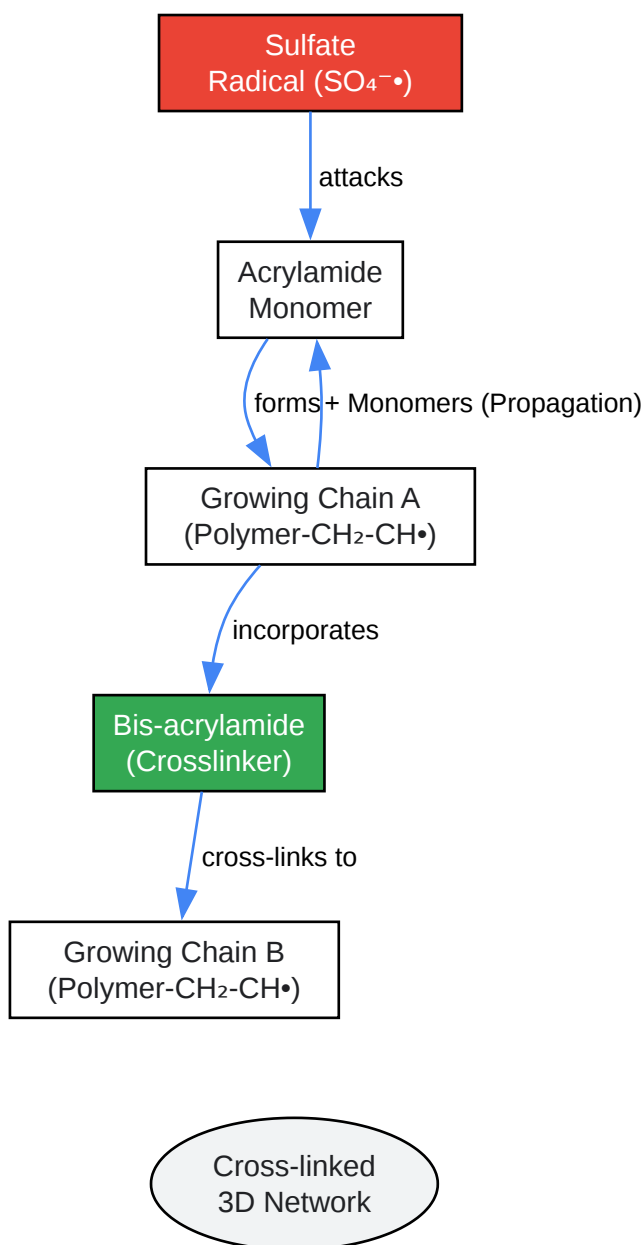 Sulfate
Radical (SO₄⁻•)
attacks
Acrylamide
Monomer
forms
+ Monomers (Propagation)
Growing Chain A
(Polymer-CH₂-CH•)
incorporates
Bis-acrylamide
(Crosslinker)
cross-links to
Growing Chain B
(Polymer-CH₂-CH•)
Cross-linked
3D Network